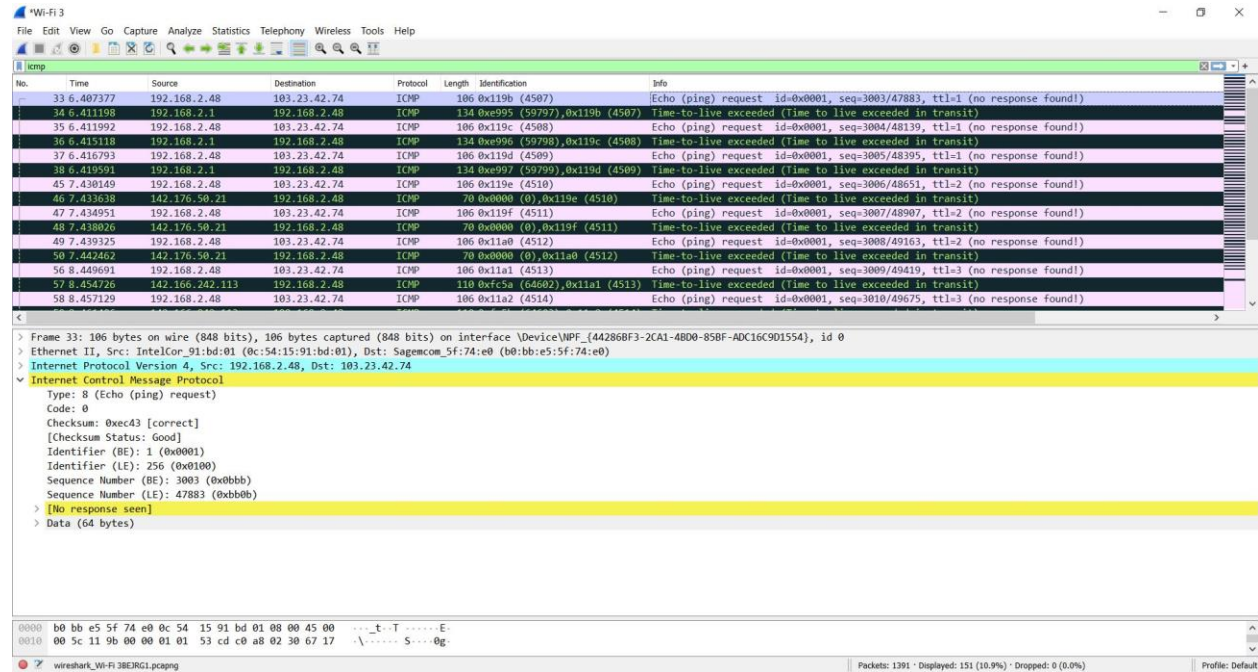 *Wi-Fi 3
File Edit View Go Capture Analyze Statistics Telephony Wireless Tools Help
icmp
No. Time Source Destination Protocol Length Identification Info
33 6.407377 192.168.2.48 103.23.42.74 ICMP 106 0x119b (4507) Echo (ping) request id=0x0001, seq=3003/47883, ttl=1 (no response found!)
34 6.411198 192.168.2.1 192.168.2.48 ICMP 134 0xe995 (59797),0x119b (4507) Time-to-live exceeded (Time to live exceeded in transit)
35 6.411992 192.168.2.48 103.23.42.74 ICMP 106 0x119c (4508) Echo (ping) request id=0x0001, seq=3004/48139, ttl=1 (no response found!)
36 6.415118 192.168.2.1 192.168.2.48 ICMP 134 0xe996 (59798),0x119c (4508) Time-to-live exceeded (Time to live exceeded in transit)
37 6.416793 192.168.2.48 103.23.42.74 ICMP 106 0x119d (4509) Echo (ping) request id=0x0001, seq=3005/48395, ttl=1 (no response found!)
38 6.419591 192.168.2.1 192.168.2.48 ICMP 134 0xe997 (59799),0x119d (4509) Time-to-live exceeded (Time to live exceeded in transit)
45 7.430149 192.168.2.48 103.23.42.74 ICMP 106 0x119e (4510) Echo (ping) request id=0x0001, seq=3006/48651, ttl=2 (no response found!)
46 7.433638 142.176.50.21 192.168.2.48 ICMP 70 0x0000 (0),0x119e (4510) Time-to-live exceeded (Time to live exceeded in transit)
47 7.434951 192.168.2.48 103.23.42.74 ICMP 106 0x119f (4511) Echo (ping) request id=0x0001, seq=3007/48907, ttl=2 (no response found!)
48 7.438026 142.176.50.21 192.168.2.48 ICMP 70 0x0000 (0),0x119f (4511) Time-to-live exceeded (Time to live exceeded in transit)
49 7.439325 192.168.2.48 103.23.42.74 ICMP 106 0x11a0 (4512) Echo (ping) request id=0x0001, seq=3008/49163, ttl=2 (no response found!)
50 7.442462 142.176.50.21 192.168.2.48 ICMP 70 0x0000 (0),0x11a0 (4512) Time-to-live exceeded (Time to live exceeded in transit)
56 8.449691 192.168.2.48 103.23.42.74 ICMP 106 0x11a1 (4513) Echo (ping) request id=0x0001, seq=3009/49419, ttl=3 (no response found!)
57 8.454726 142.166.242.113 192.168.2.48 ICMP 110 0xfc5a (64602),0x11a1 (4513) Time-to-live exceeded (Time to live exceeded in transit)
58 8.457129 192.168.2.48 103.23.42.74 ICMP 106 0x11a2 (4514) Echo (ping) request id=0x0001, seq=3010/49675, ttl=3 (no response found!)
Frame 33: 106 bytes on wire (848 bits), 106 bytes captured (848 bits) on interface \Device\NPF_{44286BF3-2CA1-4BD0-85BF-ADC16C9D1554}, id 0
Ethernet II, Src: IntelCor_91:bd:01 (0c:54:15:91:bd:01), Dst: Sagemcom_5f:74:e0 (b0:bb:e5:5f:74:e0)
Internet Protocol Version 4, Src: 192.168.2.48, Dst: 103.23.42.74
Internet Control Message Protocol
Type: 8 (Echo (ping) request)
Code: 0
Checksum: 0xec43 [correct]
[Checksum Status: Good]
Identifier (BE): 1 (0x0001)
Identifier (LE): 256 (0x0100)
Sequence Number (BE): 3003 (0x0bbb)
Sequence Number (LE): 47883 (0xbb0b)
[No response seen]
Data (64 bytes)
0000 b0 bb e5 5f 74 e0 0c 54 15 91 bd 01 08 00 45 00 ···_t··T ······E·
0010 00 5c 11 9b 00 00 01 01 53 cd c0 a8 02 30 67 17 ·\······ S····0g·
wireshark_Wi-Fi 3BEJRG1.pcapng Packets: 1391 · Displayed: 151 (10.9%) · Dropped: 0 (0.0%) Profile: Default